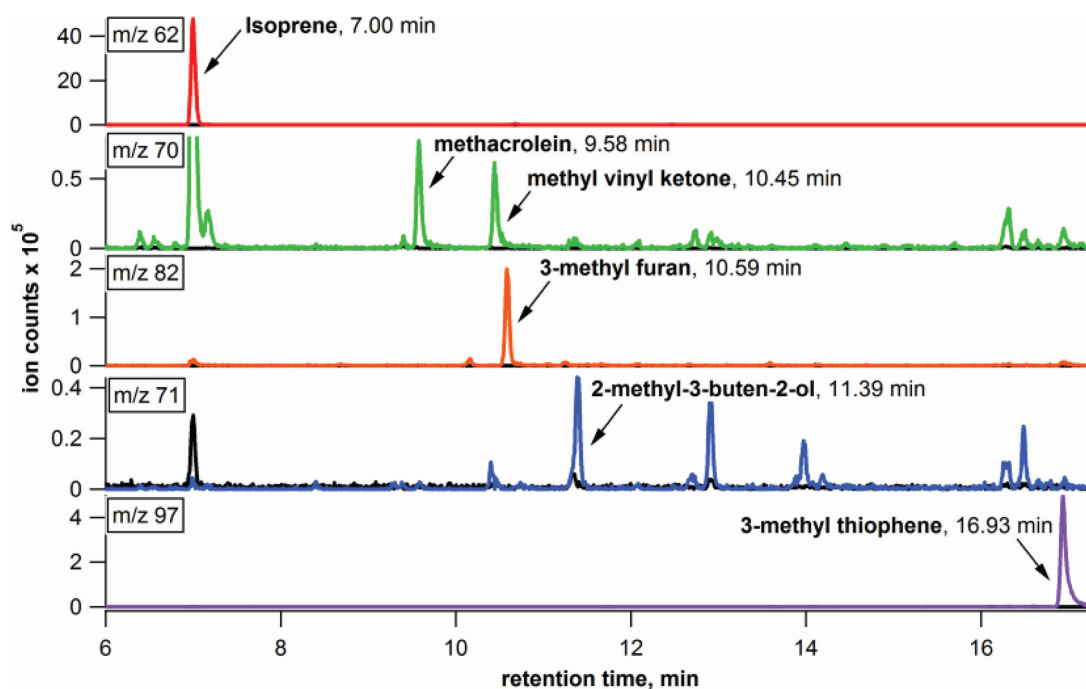 m/z 62
Isoprene, 7.00 min
40
20
0
m/z 70
methacrolein, 9.58 min
methyl vinyl ketone, 10.45 min
0.5
0
m/z 82
3-methyl furan, 10.59 min
2
1
0
m/z 71
2-methyl-3-buten-2-ol, 11.39 min
0.4
0.2
0
m/z 97
3-methyl thiophene, 16.93 min
4
2
0
ion counts x 10⁵
6 8 10 12 14 16
retention time, min